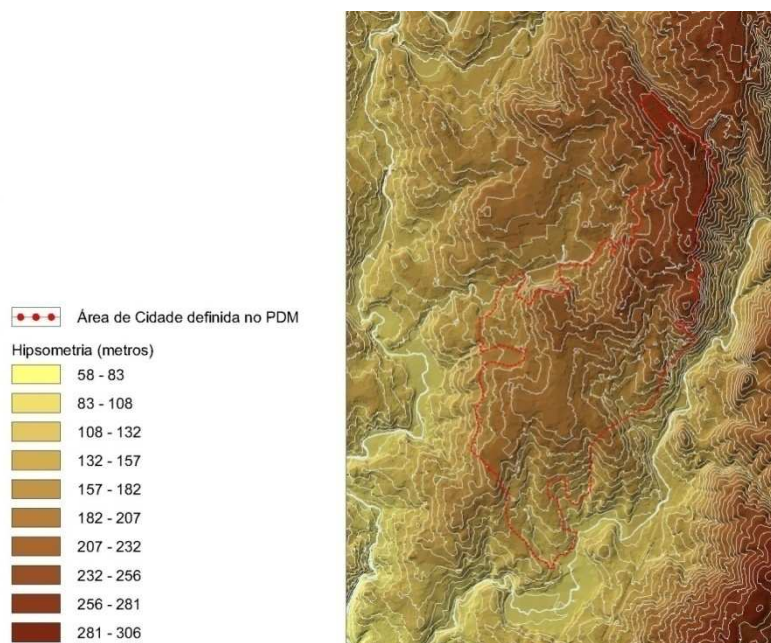 Área de Cidade definida no PDM
Hipsometria (metros)
58 - 83
83 - 108
108 - 132
132 - 157
157 - 182
182 - 207
207 - 232
232 - 256
256 - 281
281 - 306